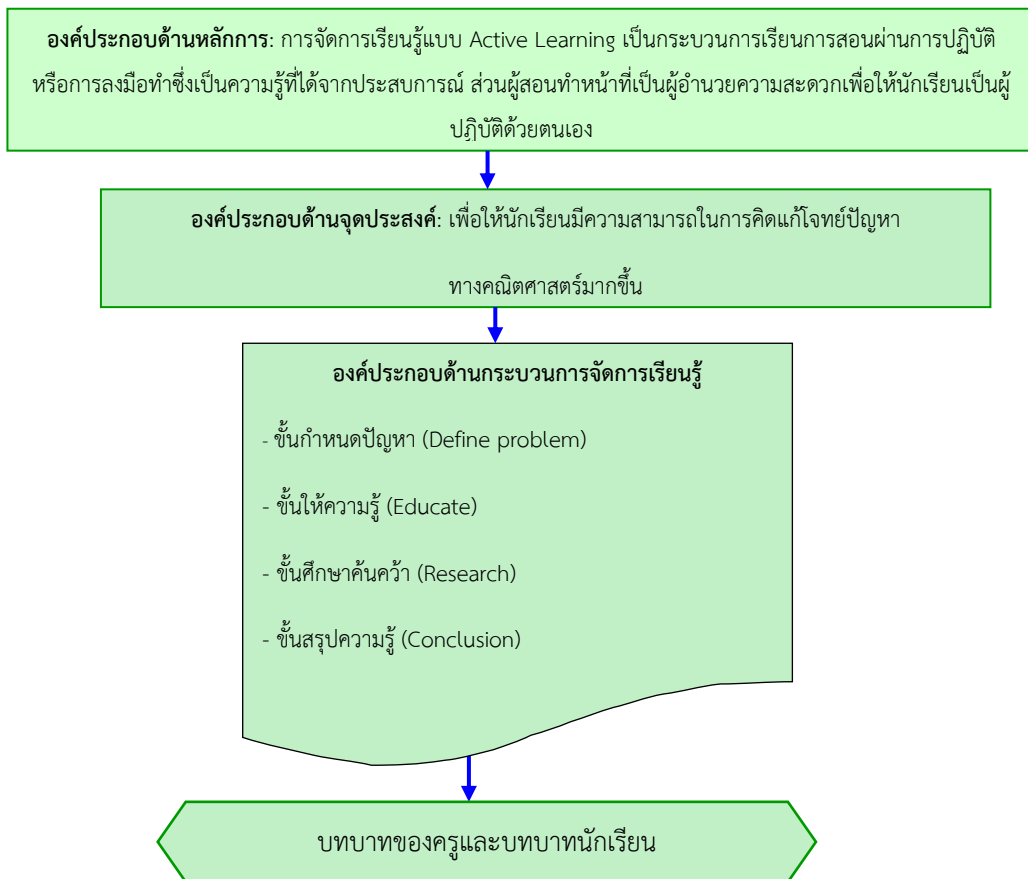 องค์ประกอบด้านหลักการ: การจัดการเรียนรู้แบบ Active Learning เป็นกระบวนการเรียนการสอนผ่านการปฏิบัติ
หรือการลงมือทำซึ่งเป็นความรู้ที่ได้จากประสบการณ์ ส่วนผู้สอนทำหน้าที่เป็นผู้อำนวยความสะดวกเพื่อให้นักเรียนเป็นผู้
ปฏิบัติด้วยตนเอง
องค์ประกอบด้านจุดประสงค์: เพื่อให้นักเรียนมีความสามารถในการคิดแก้โจทย์ปัญหา
ทางคณิตศาสตร์มากขึ้น
องค์ประกอบด้านกระบวนการจัดการเรียนรู้
- ขั้นกำหนดปัญหา (Define problem)
- ขั้นให้ความรู้ (Educate)
- ขั้นศึกษาค้นคว้า (Research)
- ขั้นสรุปความรู้ (Conclusion)
บทบาทของครูและบทบาทนักเรียน